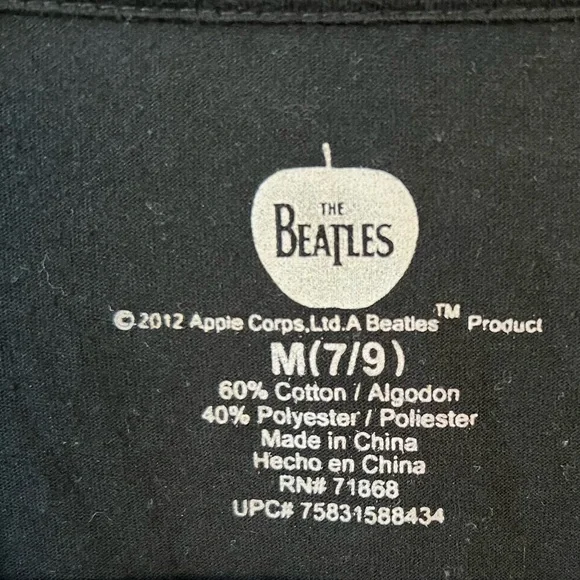 THE
BEATLES
©2012 Apple Corps,Ltd.A Beatles™ Product
M(7/9)
60% Cotton / Algodon
40% Polyester / Poliester
Made in China
Hecho en China
RN# 71868
UPC# 75831588434